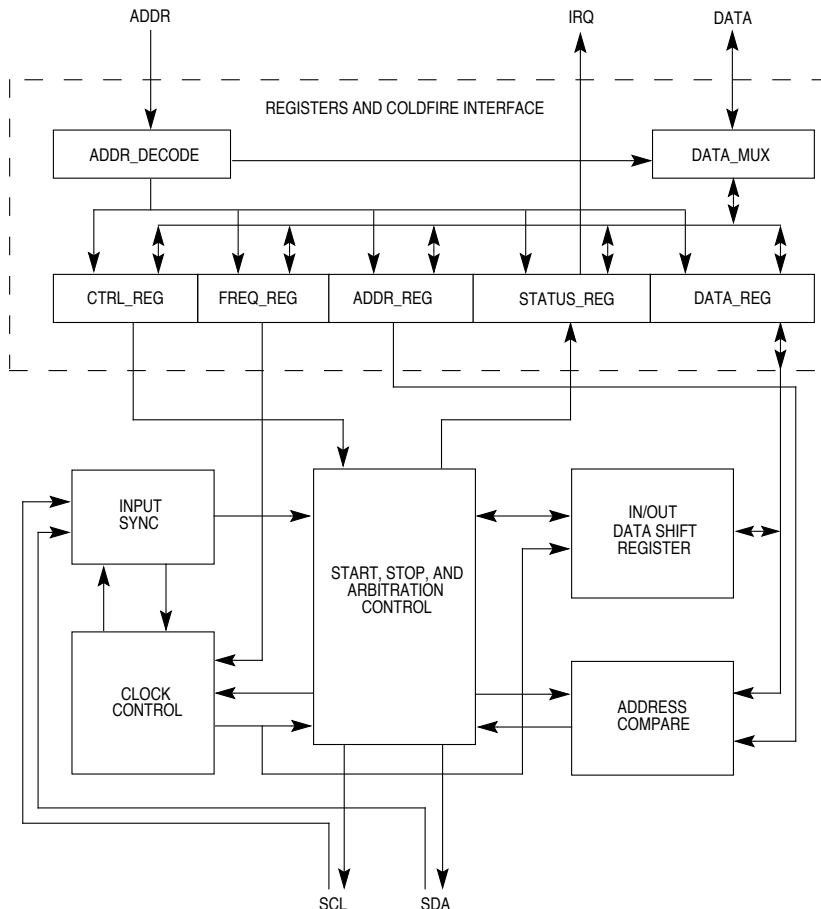 ADDR
IRQ
DATA
REGISTERS AND COLDFIRE INTERFACE
ADDR_DECODE
DATA_MUX
CTRL_REG
FREQ_REG
ADDR_REG
STATUS_REG
DATA_REG
INPUT
SYNC
START, STOP, AND
ARBITRATION
CONTROL
IN/OUT
DATA SHIFT
REGISTER
CLOCK
CONTROL
ADDRESS
COMPARE
SCL
SDA